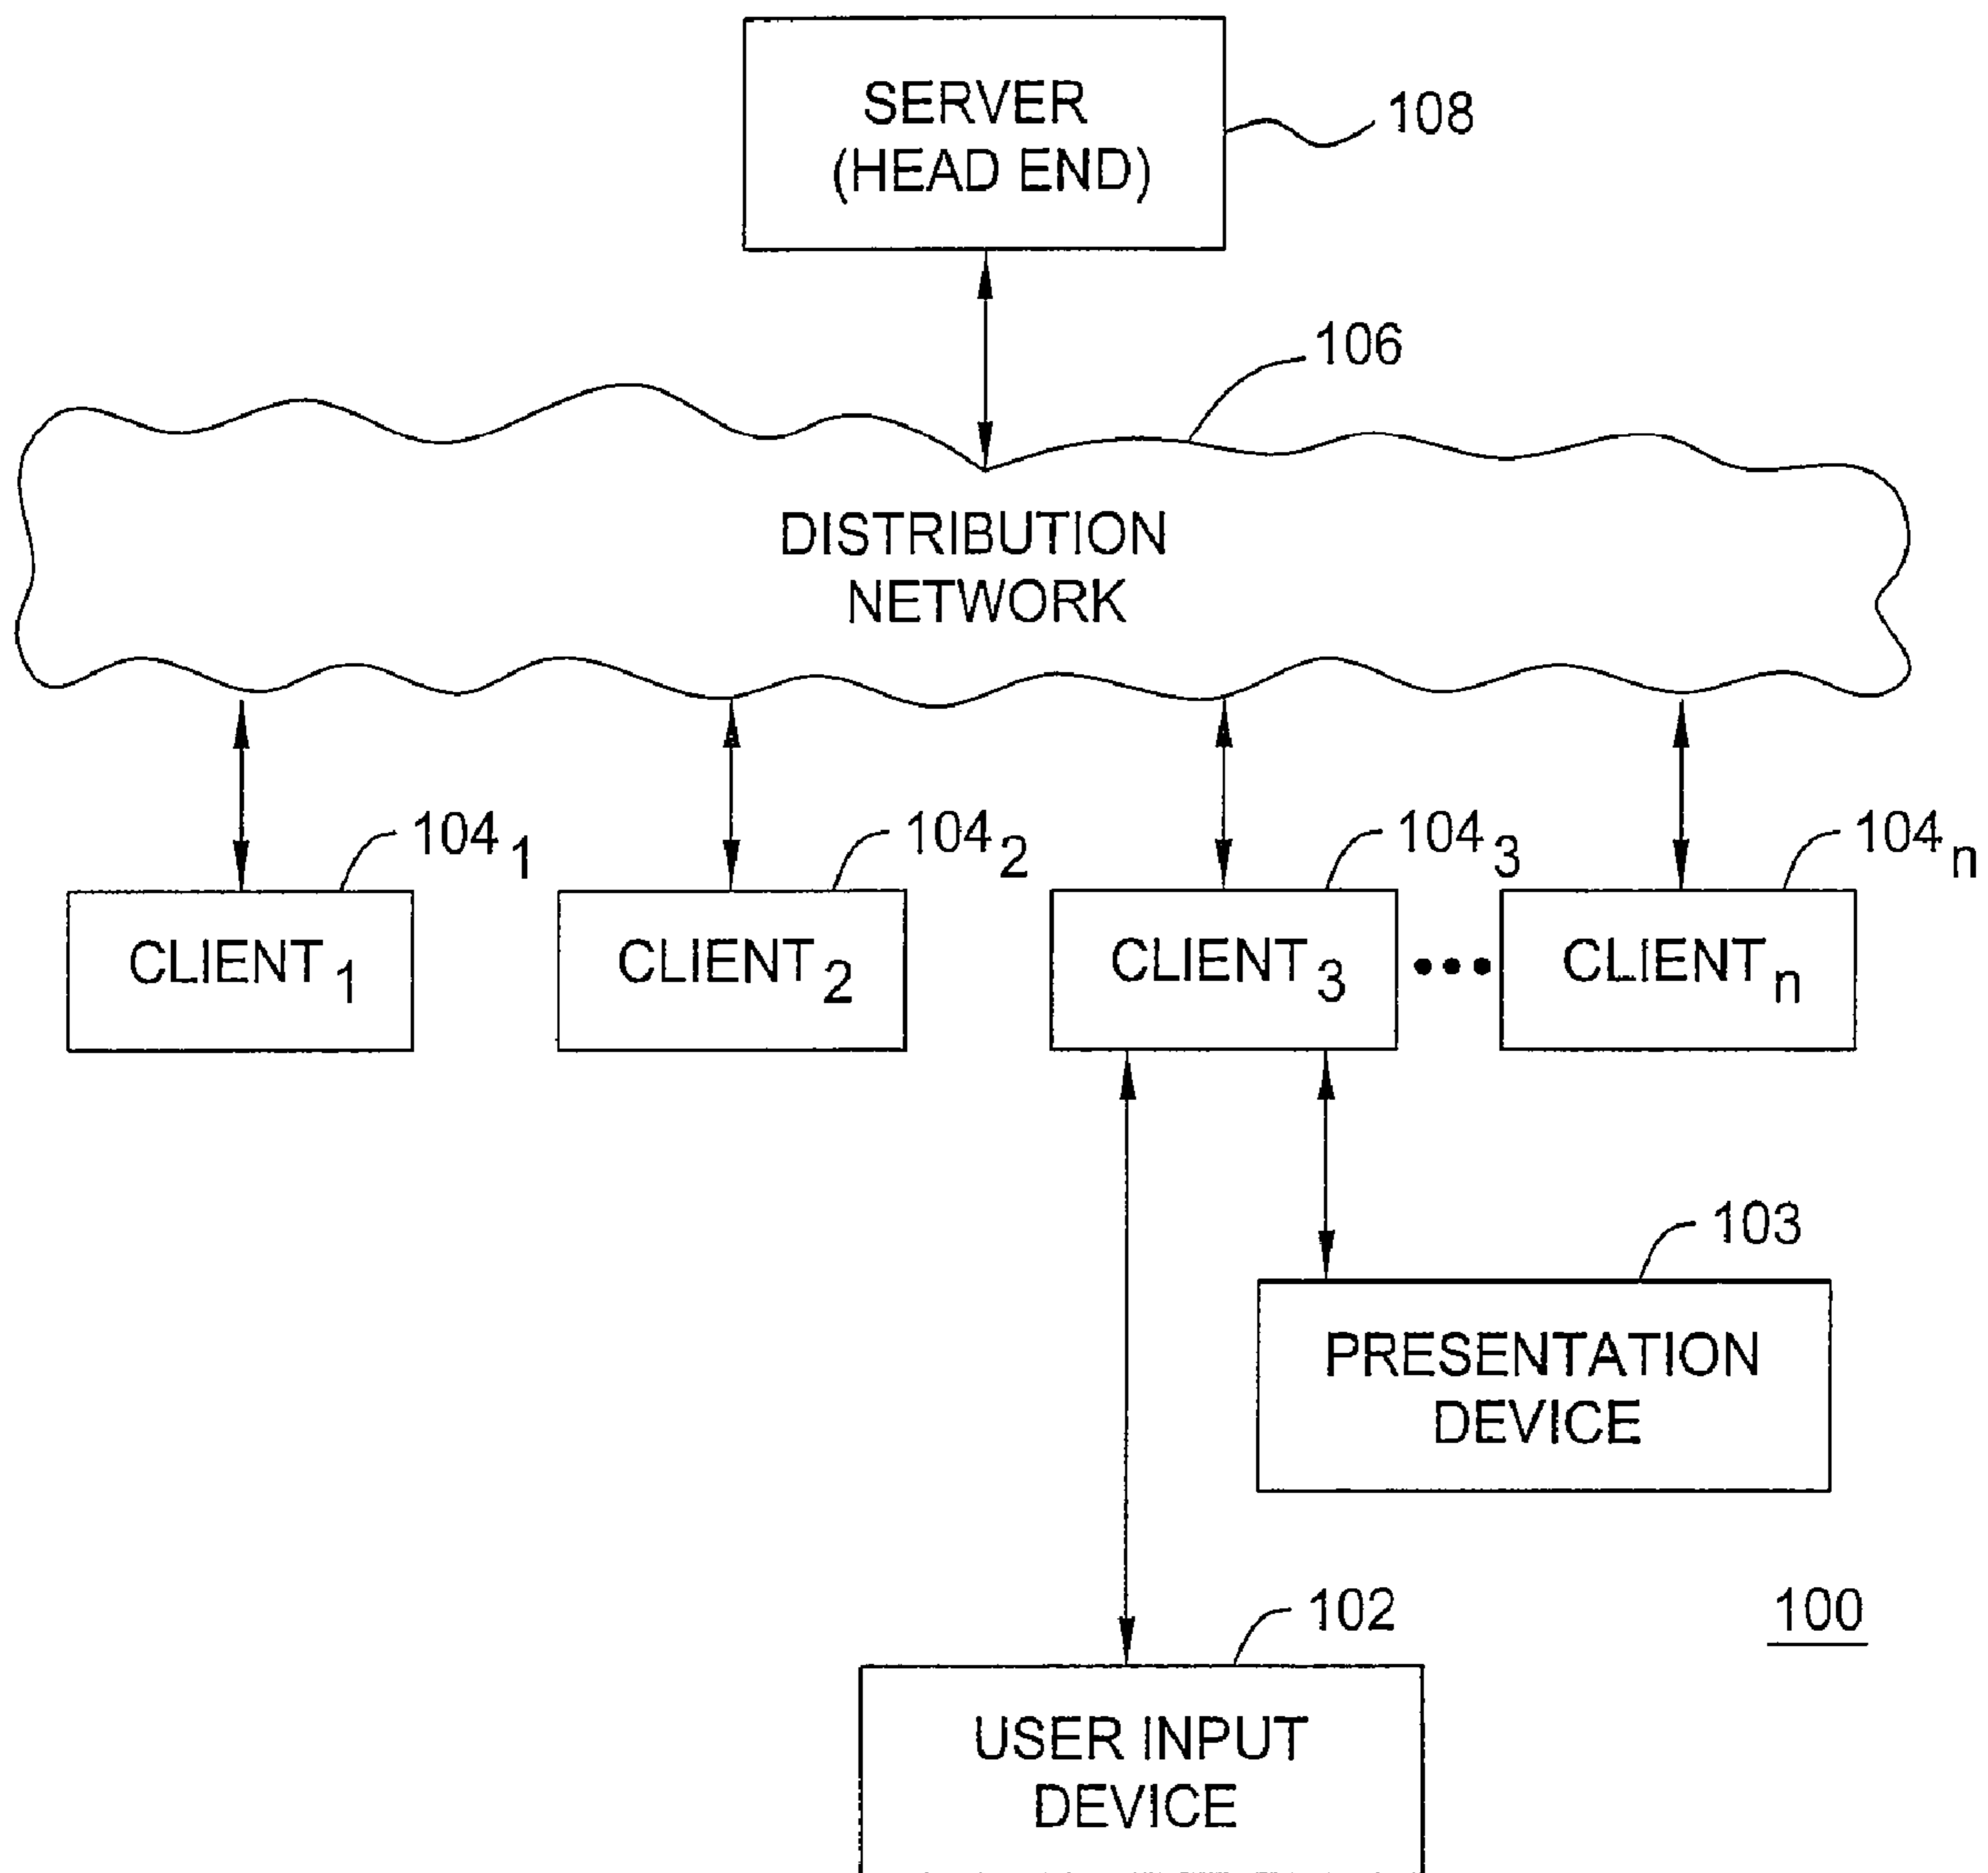 SERVER
(HEAD END)
108
106
DISTRIBUTION
NETWORK
104 1
104 2
104 3
104 n
CLIENT 1
CLIENT 2
CLIENT 3
•••
CLIENT n
103
PRESENTATION
DEVICE
102
100
USER INPUT
DEVICE